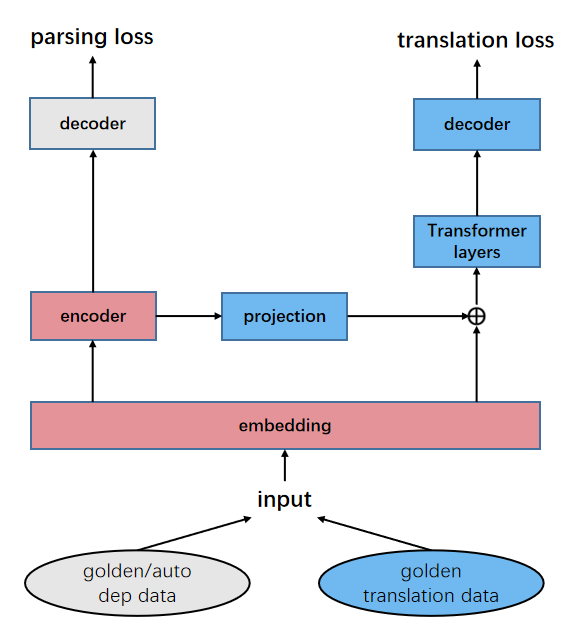 parsing loss
translation loss
decoder
decoder
Transformer
layers
encoder
projection
embedding
input
golden/auto
dep data
golden
translation data